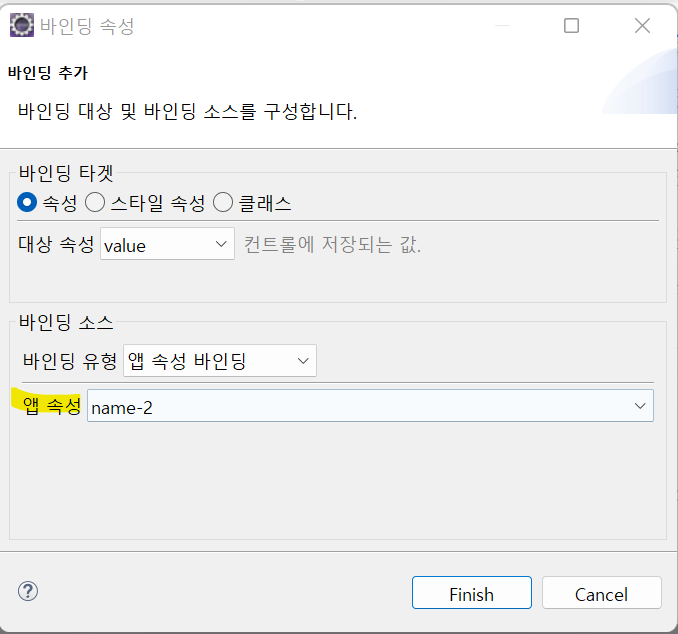 바인딩 속성
바인딩 추가
바인딩 대상 및 바인딩 소스를 구성합니다.
바인딩 타겟
속성 스타일 속성 클래스
대상 속성 value 컨트롤에 저장되는 값.
바인딩 소스
바인딩 유형 앱 속성 바인딩
앱 속성 name-2
? Finish Cancel